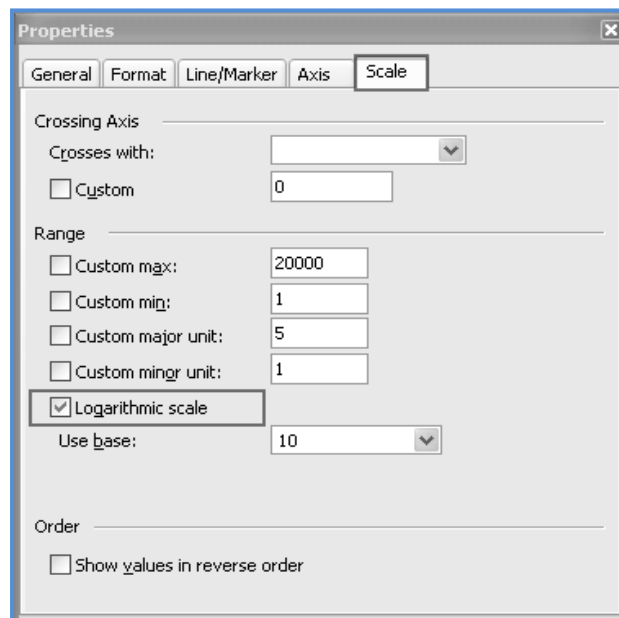 Properties
General Format Line/Marker Axis Scale
Crossing Axis
Crosses with:
Custom 0
Range
Custom max: 20000
Custom min: 1
Custom major unit: 5
Custom minor unit: 1
Logarithmic scale
Use base: 10
Order
Show values in reverse order